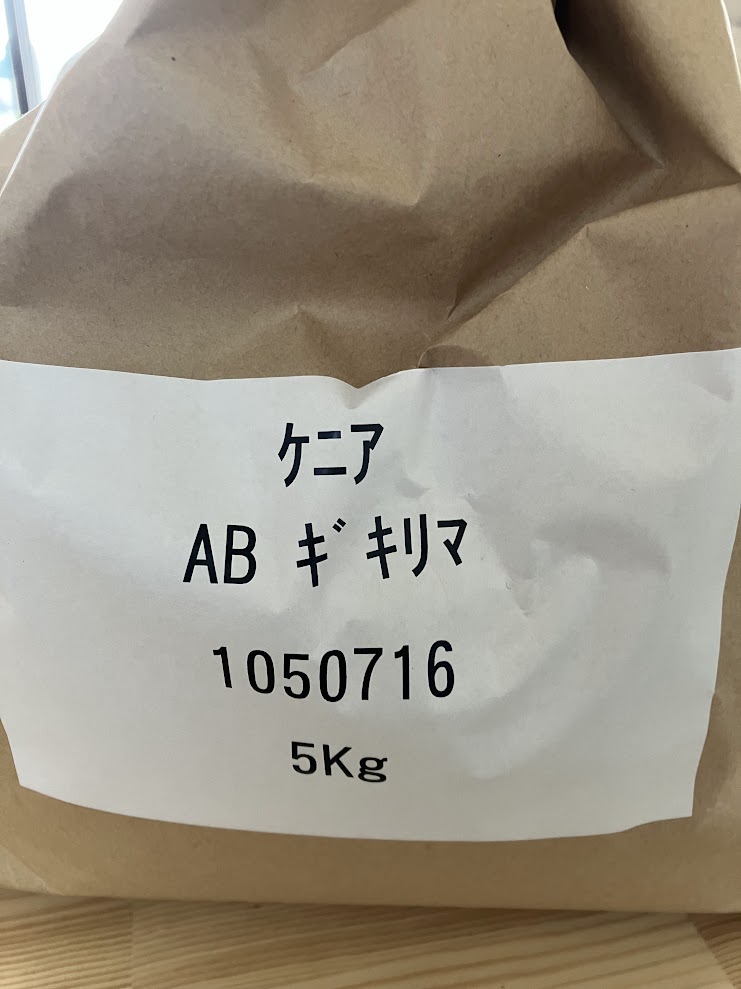 ｹﾆｱ
AB ｷﾞｷﾘﾏ
1050716
5Kg